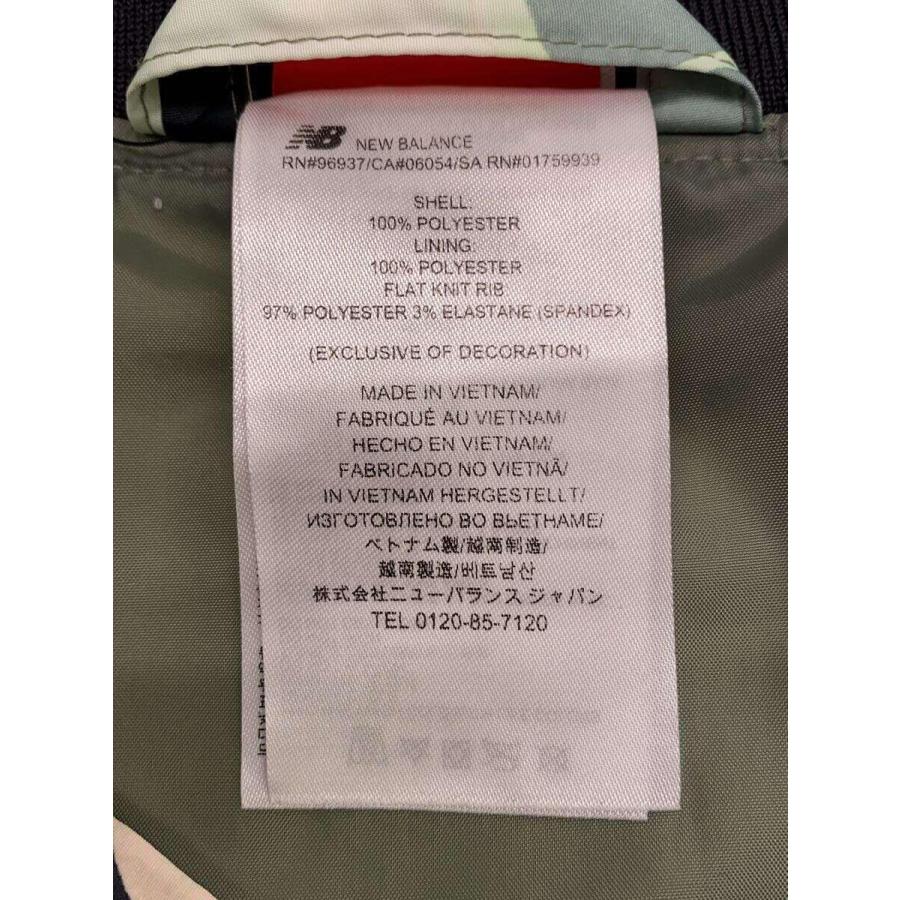 NB NEW BALANCE
RN#96937/CA#06054/SA RN#01759939
SHELL:
100% POLYESTER
LINING:
100% POLYESTER
FLAT KNIT RIB
97% POLYESTER 3% ELASTANE (SPANDEX)
(EXCLUSIVE OF DECORATION)
MADE IN VIETNAM/
FABRIQUÉ AU VIETNAM/
HECHO EN VIETNAM/
FABRICADO NO VIETNÃ/
IN VIETNAM HERGESTELLT/
ИЗГОТОВЛЕНО ВО ВЬЕТНАМЕ/
ベトナム製/越南制造/
越南製造/베트남산
株式会社ニューバランス ジャパン
TEL 0120-85-7120